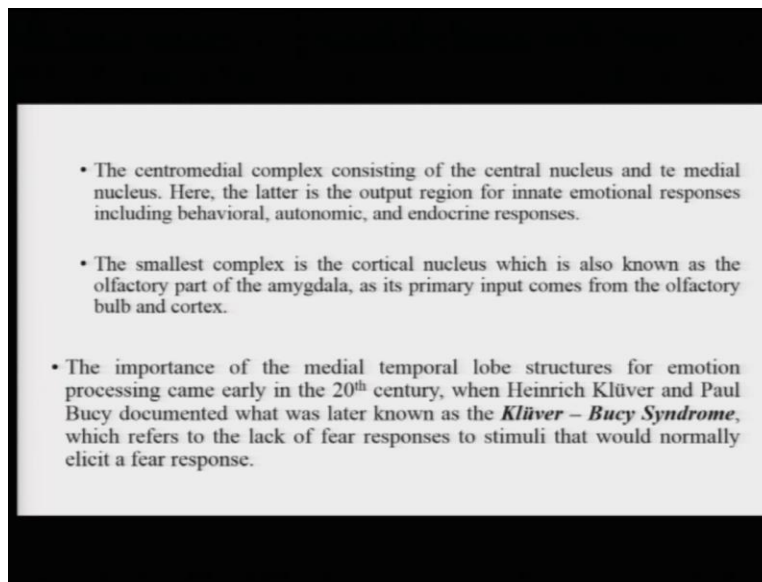 • The centromedial complex consisting of the central nucleus and te medial
nucleus. Here, the latter is the output region for innate emotional responses
including behavioral, autonomic, and endocrine responses.
• The smallest complex is the cortical nucleus which is also known as the
olfactory part of the amygdala, as its primary input comes from the olfactory
bulb and cortex.
• The importance of the medial temporal lobe structures for emotion
processing came early in the 20th century, when Heinrich Klüver and Paul
Bucy documented what was later known as the Klüver – Bucy Syndrome,
which refers to the lack of fear responses to stimuli that would normally
elicit a fear response.